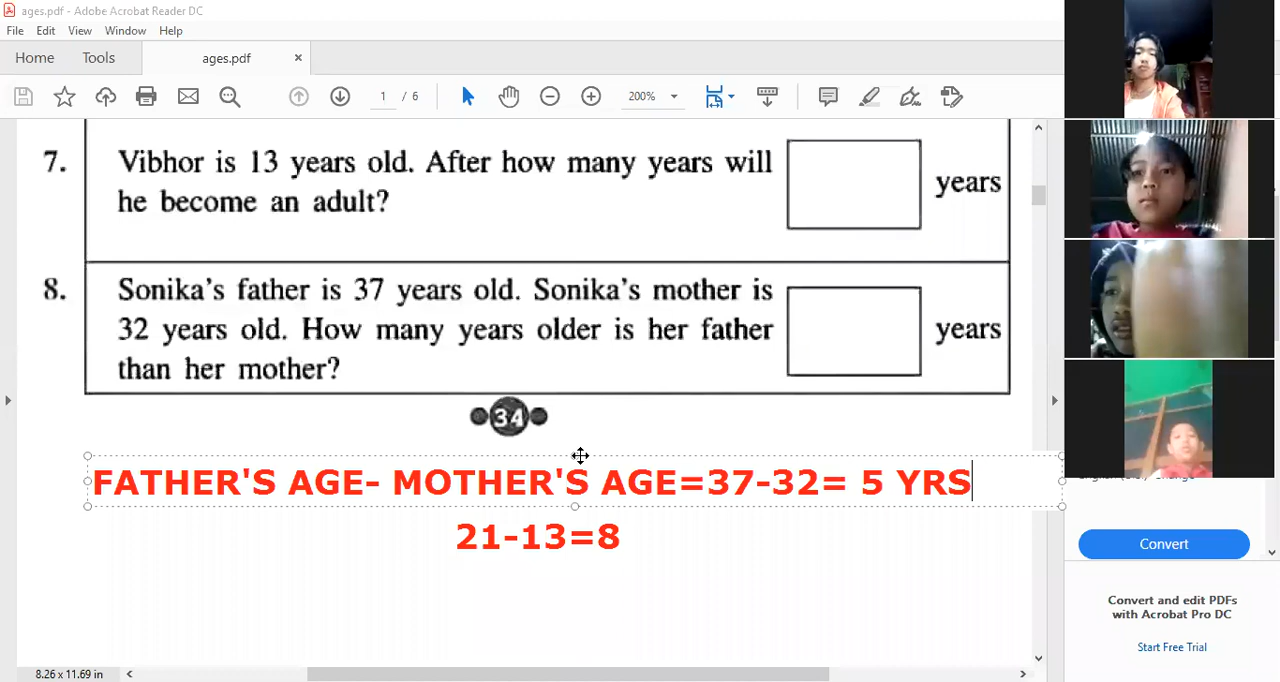 ages.pdf - Adobe Acrobat Reader DC
File Edit View Window Help
Home Tools ages.pdf ×
1 / 6 200%
7. Vibhor is 13 years old. After how many years will
he become an adult?
years
8. Sonika's father is 37 years old. Sonika's mother is
32 years old. How many years older is her father
than her mother?
years
34
FATHER'S AGE- MOTHER'S AGE=37-32= 5 YRS
21-13=8
Change
Convert
Convert and edit PDFs
with Acrobat Pro DC
Start Free Trial
8.26 x 11.69 in